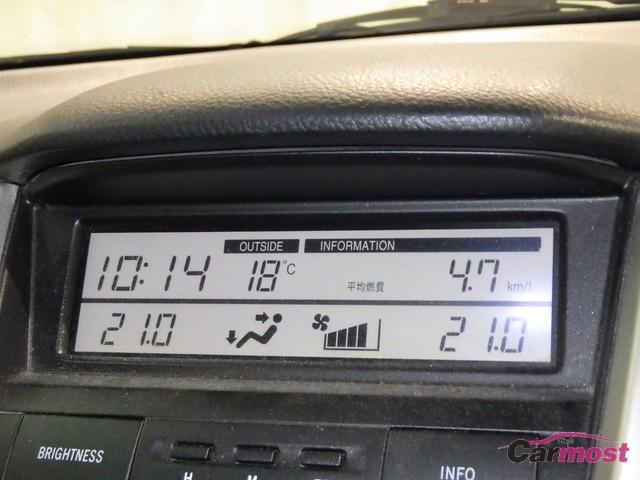 OUTSIDE INFORMATION
10:14 18°C 平均燃費 4.7 km/l
21.0 21.0
BRIGHTNESS H M INFO
Carmost